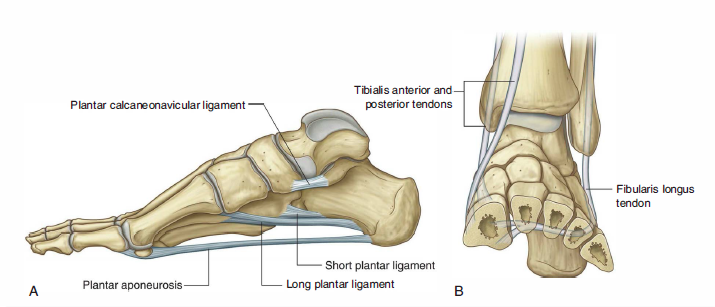 Tibialis anterior and
posterior tendons
Plantar calcaneonavicular ligament
Fibularis longus
tendon
Short plantar ligament
Plantar aponeurosis
Long plantar ligament
A
B